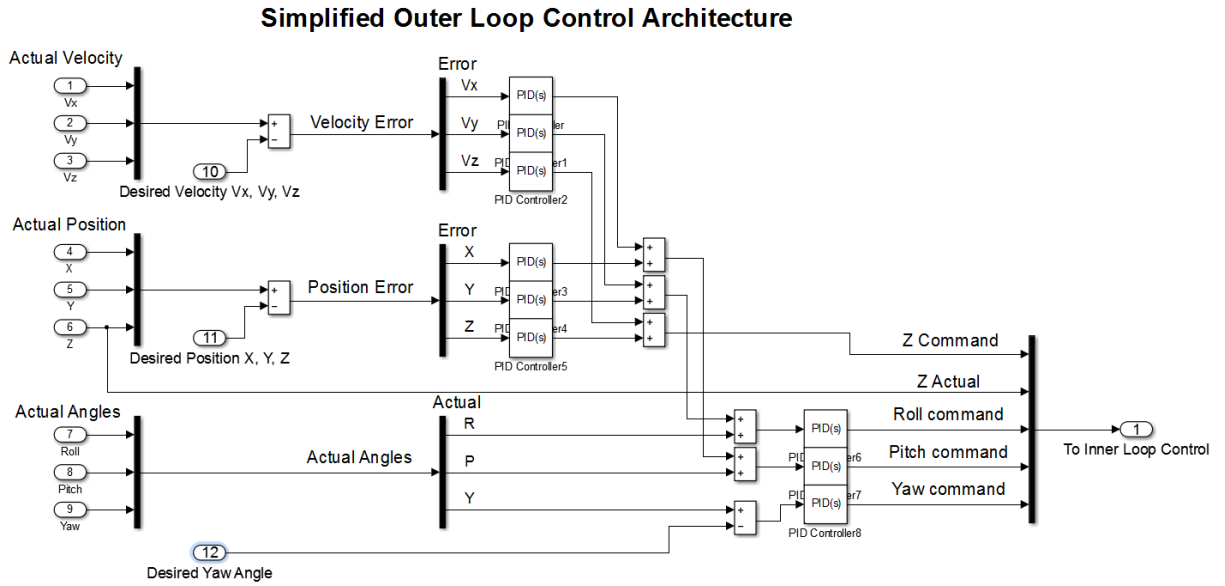 Simplified Outer Loop Control Architecture
Actual Velocity
1
Vx
2
Vy
3
Vz
+
−
10
Desired Velocity Vx, Vy, Vz
Velocity Error
Error
Vx
Vy
Vz
PID(s)
PID(s)
PID(s)
PID Controller2
Actual Position
4
X
5
Y
6
Z
+
−
11
Desired Position X, Y, Z
Position Error
Error
X
Y
Z
PID(s)
PID(s)
PID(s)
PID Controller5
+
+
+
+
+
+
Actual Angles
7
Roll
8
Pitch
9
Yaw
Actual Angles
Actual
R
P
Y
12
Desired Yaw Angle
+
+
+
+
+
−
PID(s)
PID(s)
PID(s)
PID Controller8
Z Command
Z Actual
Roll command
Pitch command
Yaw command
1
To Inner Loop Control